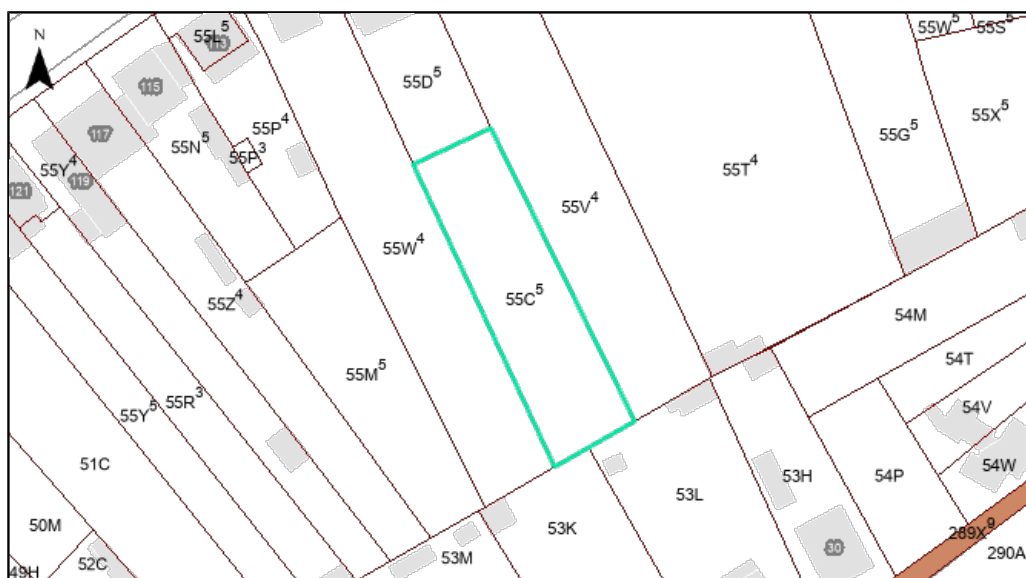 N
55L⁵
113
55W⁵
55S⁵
55D⁵
115
55X⁵
55P⁴
117
55G⁵
55N⁵
55P³
55Y⁴
55T⁴
119
121
55V⁴
55W⁴
55C⁵
55Z⁴
54M
54T
55M⁵
55R³
55Y⁵
54V
51C
54W
53H
54P
53L
50M
53K
289X⁹
30
53M
290A
52C
49H